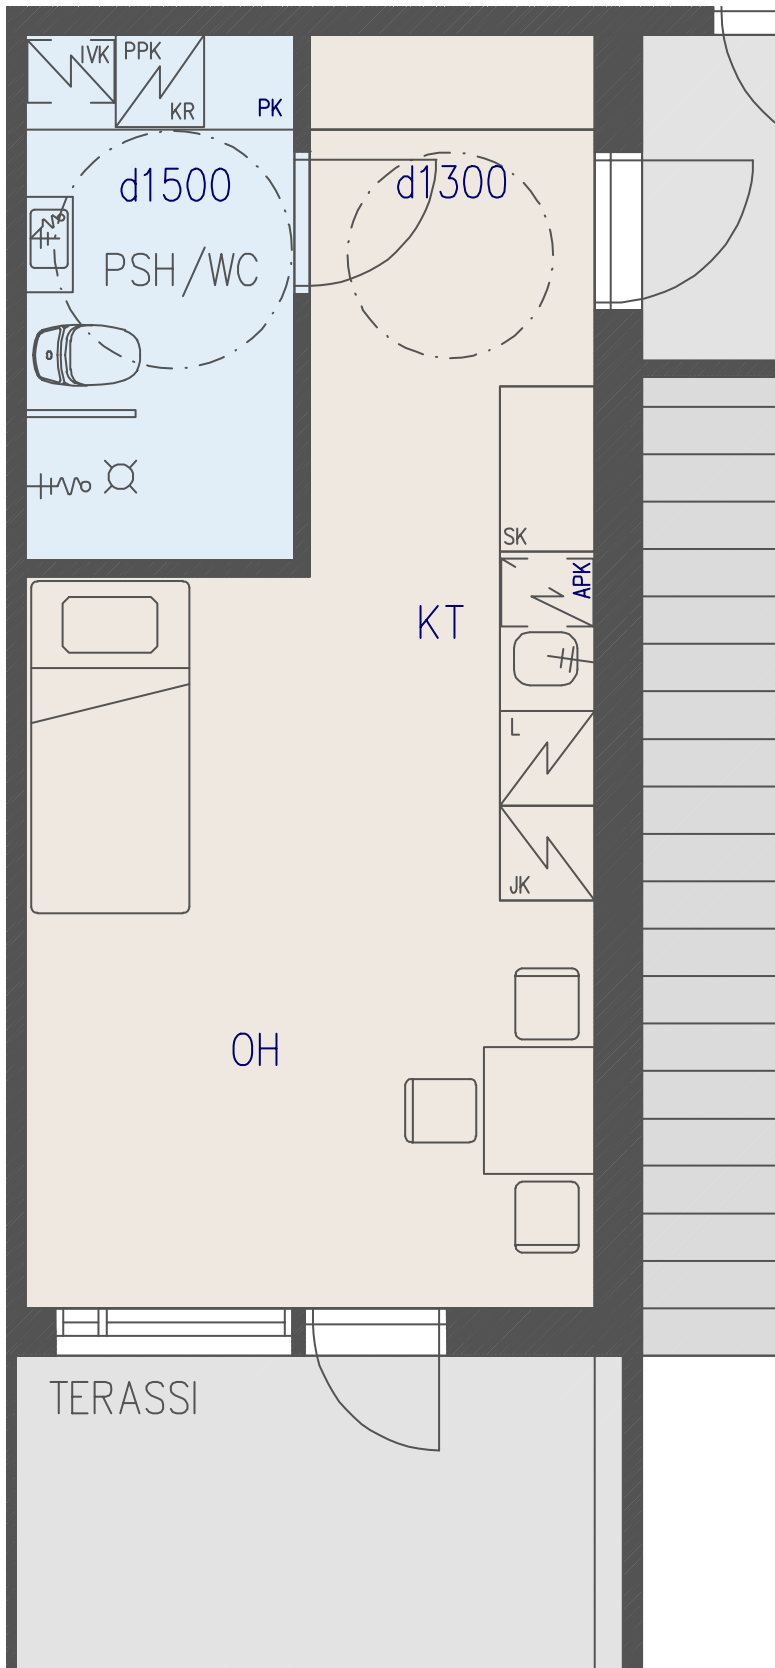 IVK
PPK
KR
PK
d1500
d1300
PSH/WC
SK
APK
KT
L
JK
OH
TERASSI